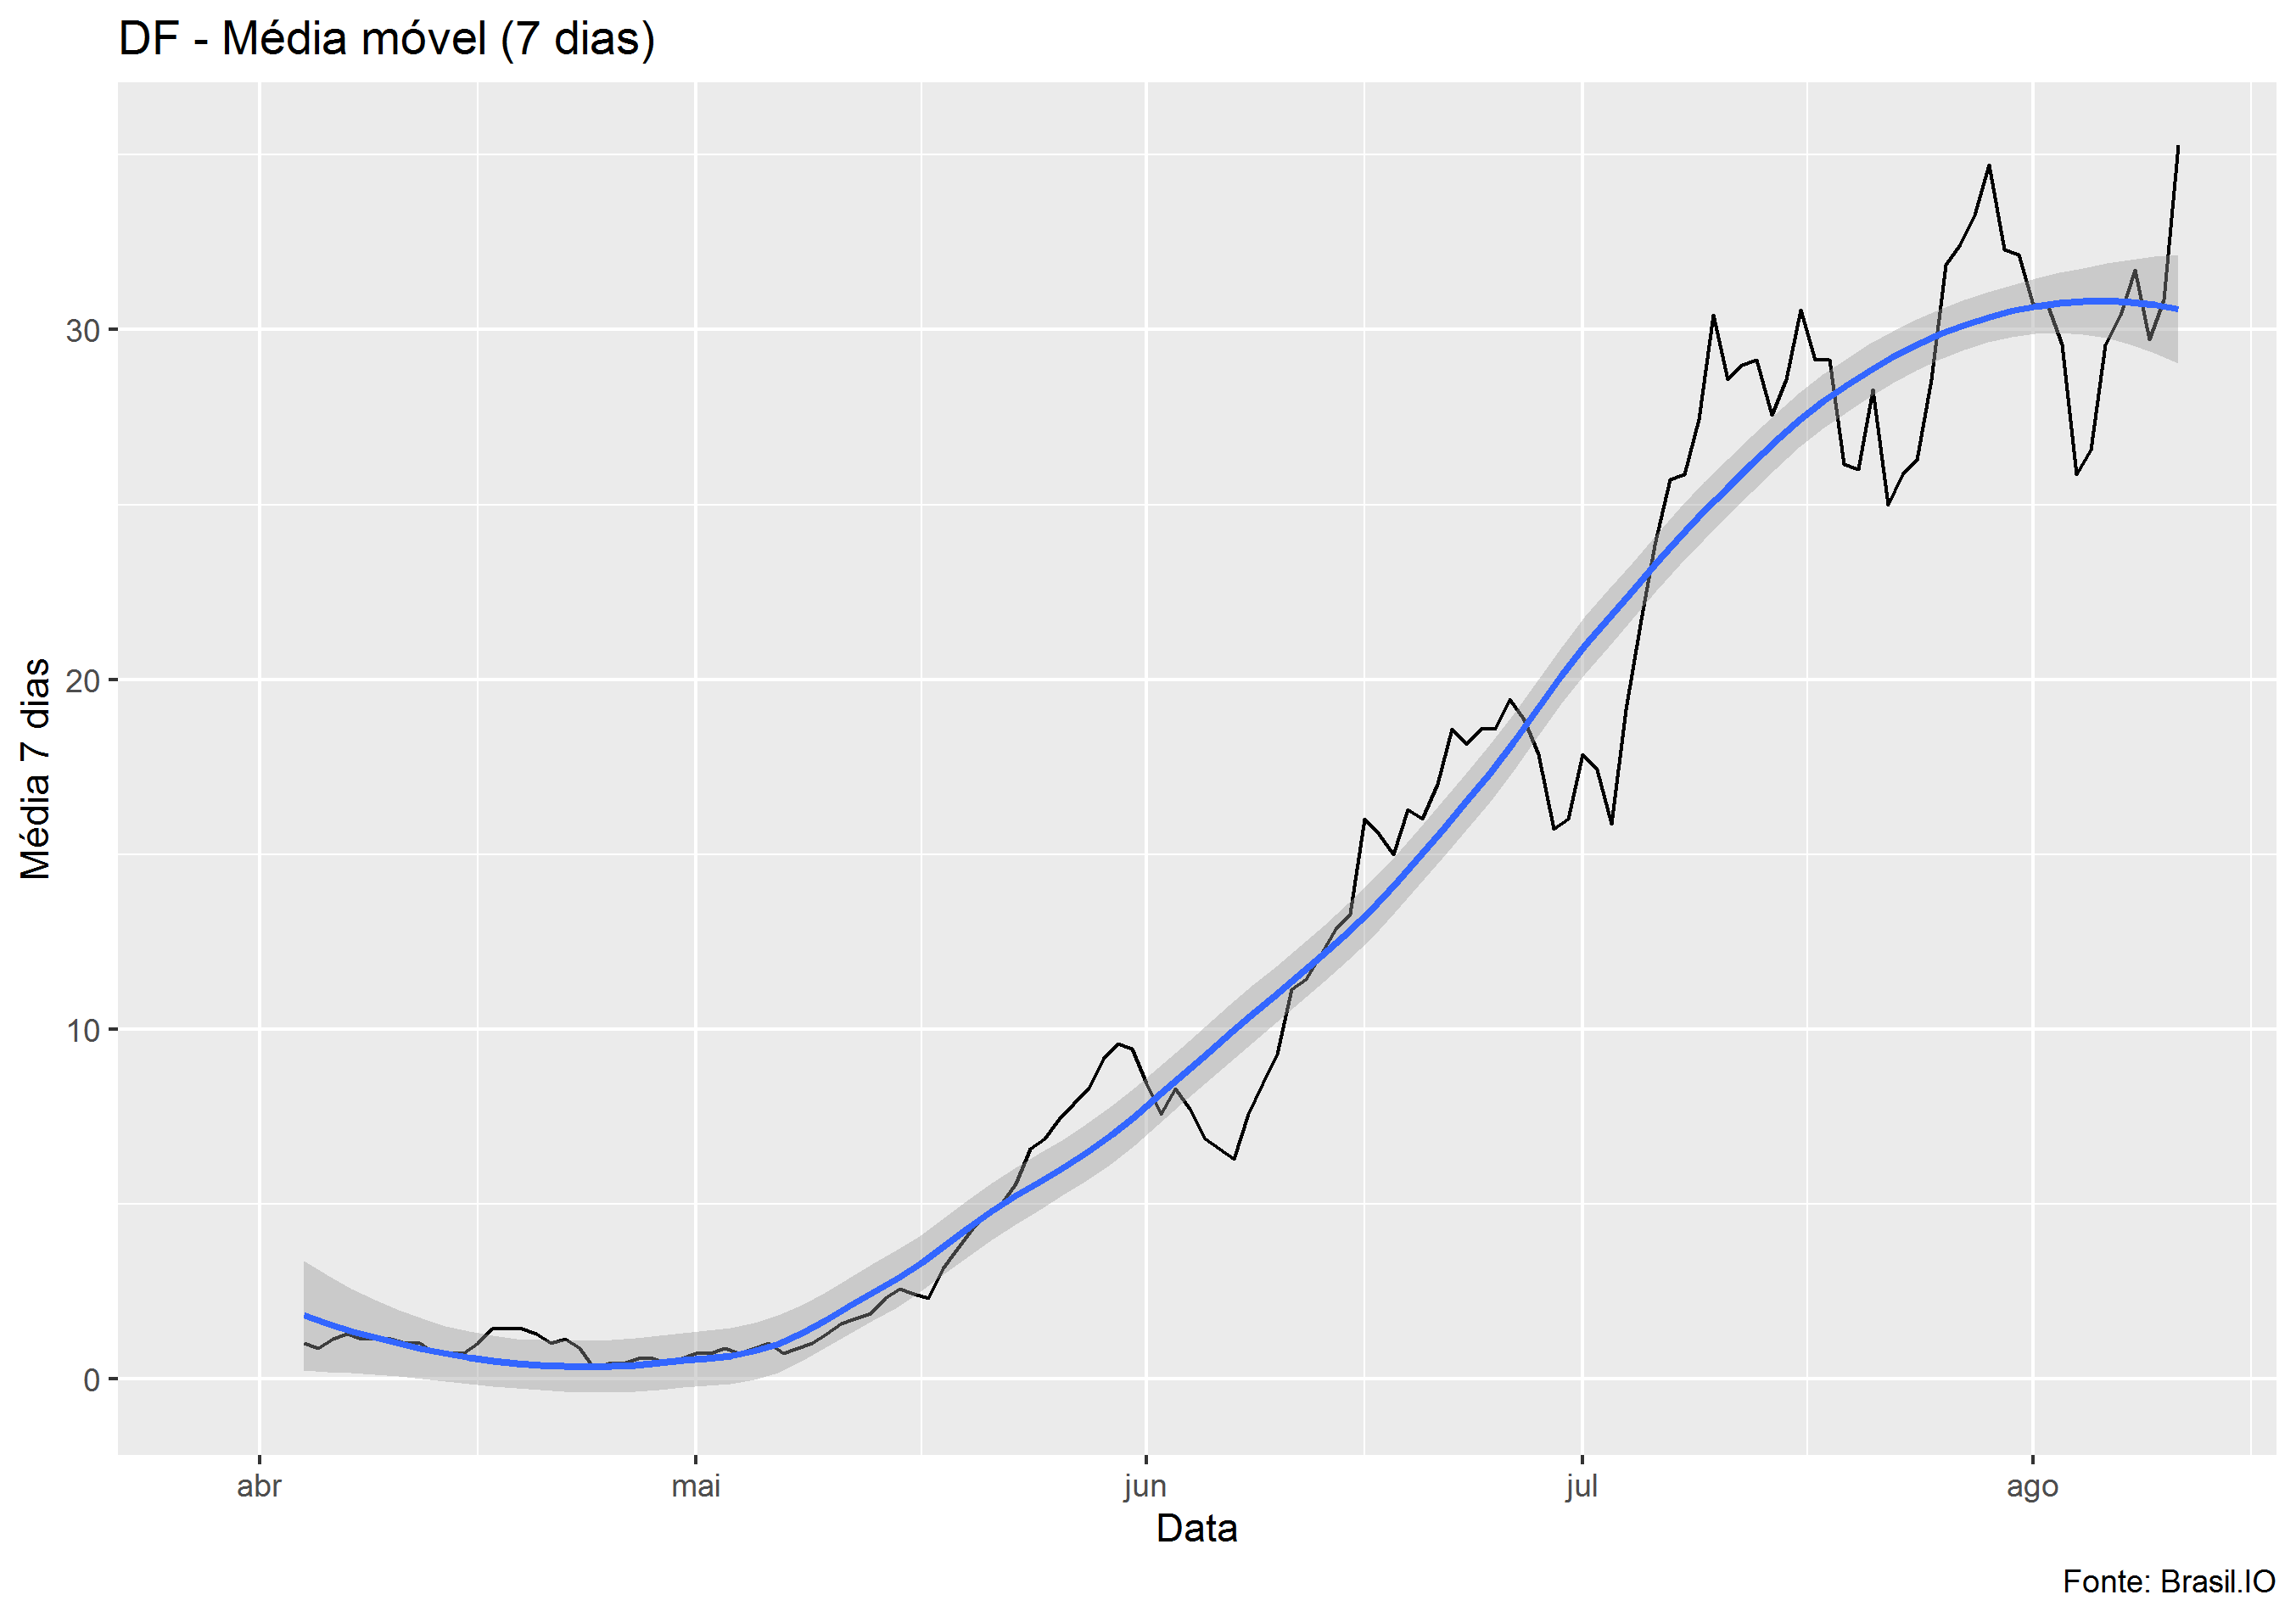 DF - Média móvel (7 dias)
Média 7 dias
30
20
10
0
abr mai jun jul ago
Data
Fonte: Brasil.IO